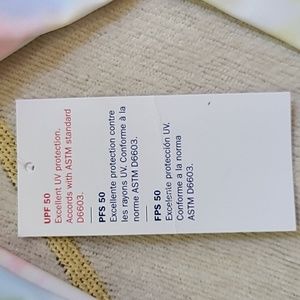 UPF 50
Excellent UV protection.
Accords with ASTM standard
D6603.
PFS 50
Excellente protection contre
les rayons UV. Conforme à la
norme ASTM D6603.
FPS 50
Excelente protección UV.
Conforme a la norma
ASTM D6603.